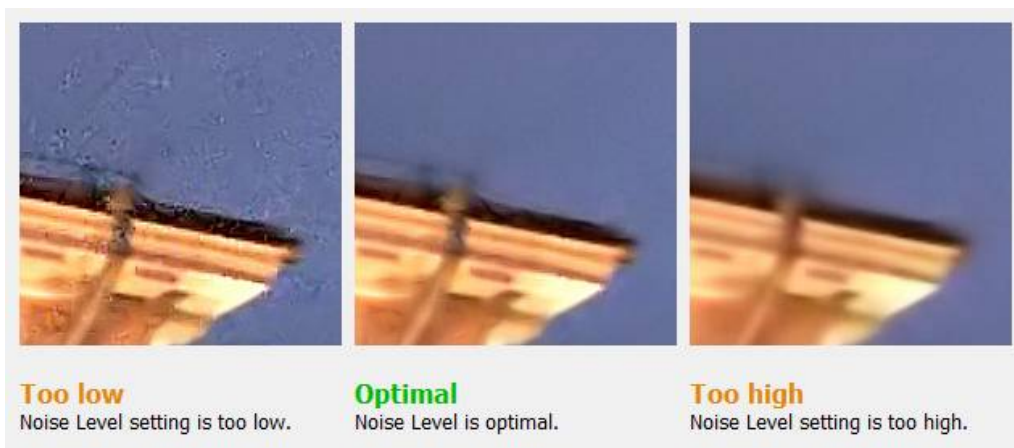 Too low
Noise Level setting is too low.
Optimal
Noise Level is optimal.
Too high
Noise Level setting is too high.